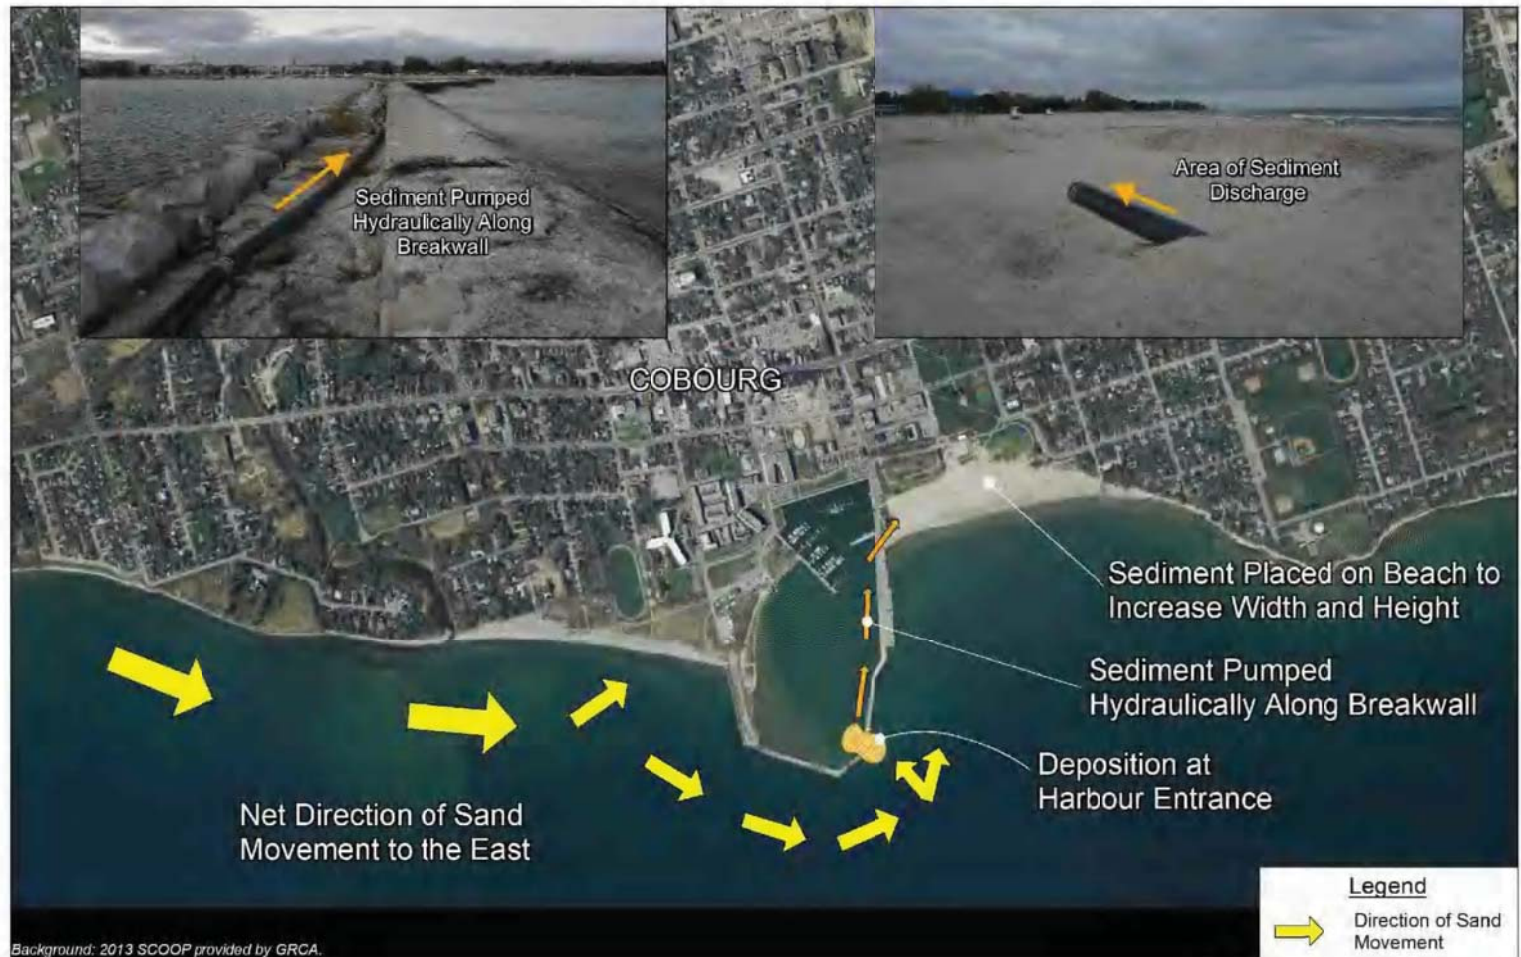 Sediment Pumped
Hydraulically Along
Breakwall
Area of Sediment
Discharge
COBOURG
Sediment Placed on Beach to
Increase Width and Height
Sediment Pumped
Hydraulically Along Breakwall
Deposition at
Harbour Entrance
Net Direction of Sand
Movement to the East
Legend
Direction of Sand
Movement
Background: 2013 SCOOP provided by GRCA.